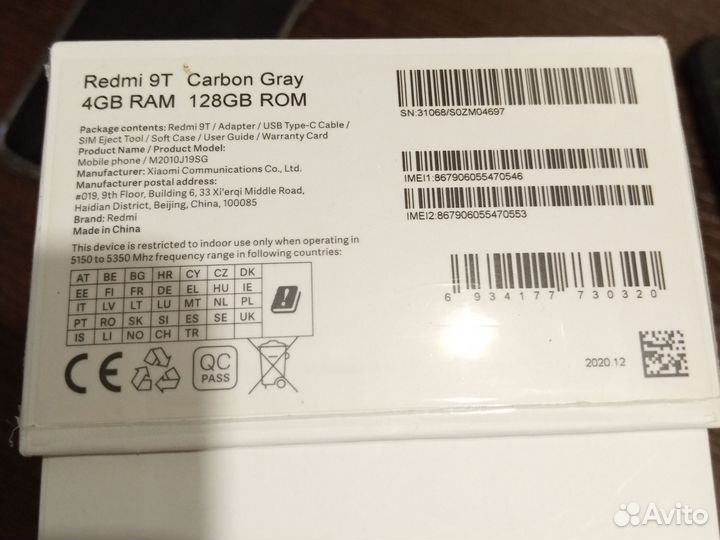 Redmi 9T Carbon Gray
4GB RAM 128GB ROM
Package contents: Redmi 9T / Adapter / USB Type-C Cable /
SIM Eject Tool / Soft Case / User Guide / Warranty Card
Product Name / Product Model:
Mobile phone / M2010J19SG
Manufacturer: Xiaomi Communications Co., Ltd.
Manufacturer postal address:
#019, 9th Floor, Building 6, 33 Xi'erqi Middle Road,
Haidian District, Beijing, China, 100085
Brand: Redmi
Made in China
This device is restricted to indoor use only when operating in
5150 to 5350 Mhz frequency range in following countries:
AT BE BG HR CY CZ DK
EE FI FR DE EL HU IE
IT LV LT LU MT NL PL
PT RO SK SI ES SE UK
IS LI NO CH TR
CE
QC
PASS
SN:31068/S0ZM04697
IMEI1:867906055470546
IMEI2:867906055470553
6 934177 730320
2020.12
Avito